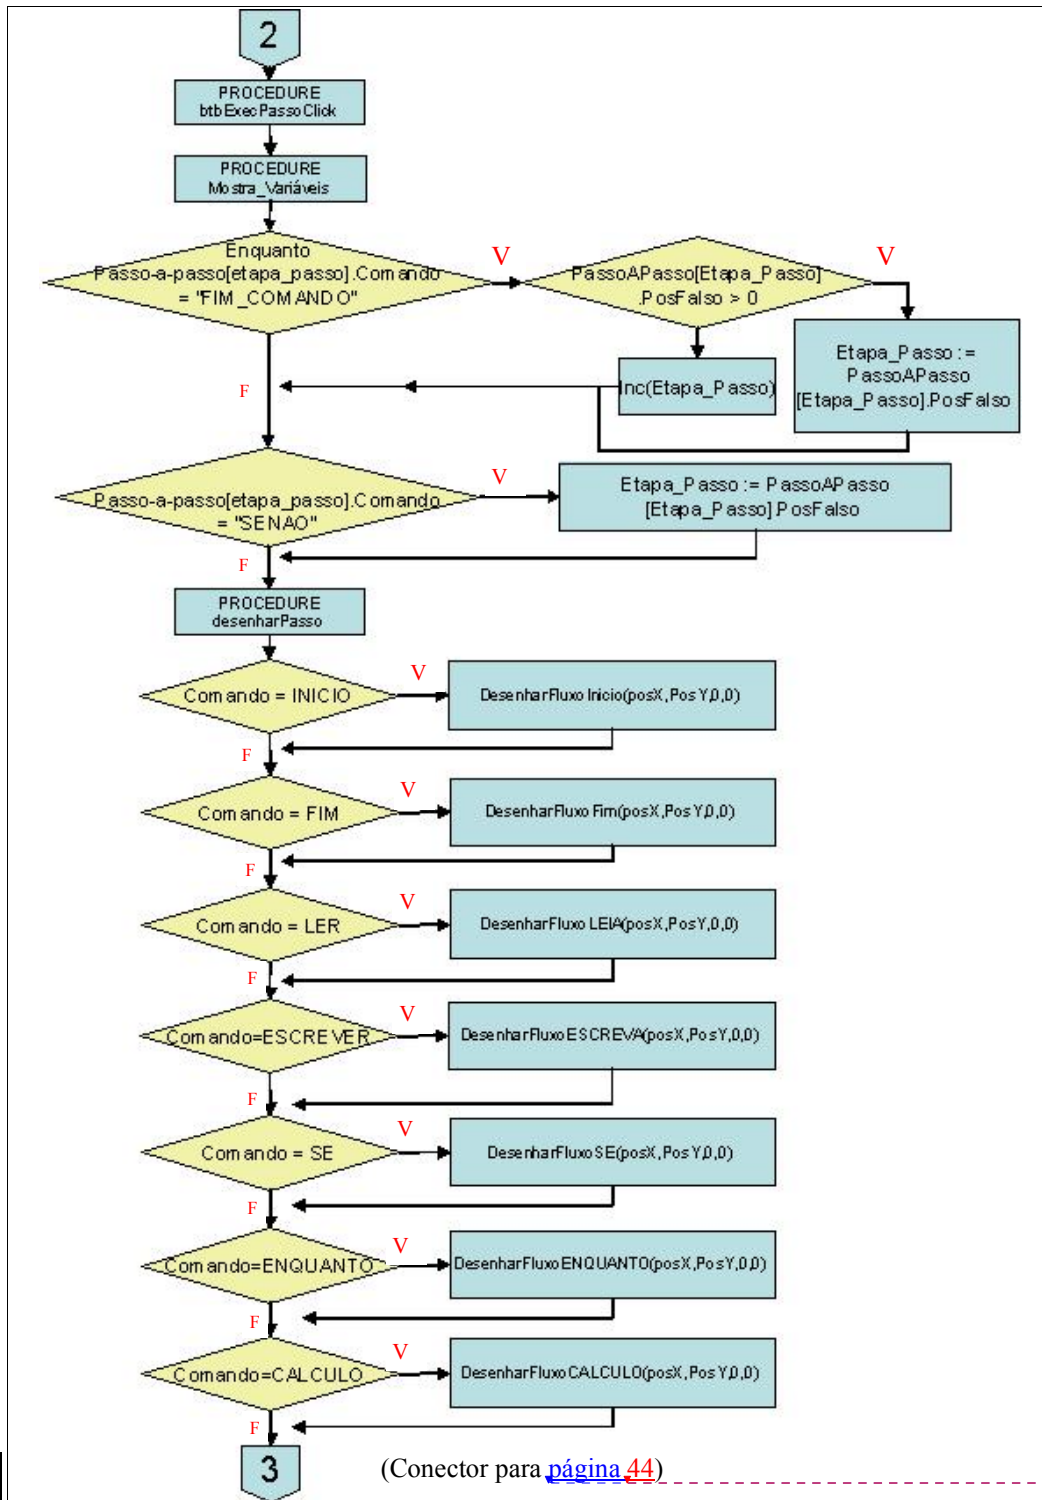 2
PROCEDURE
btbExecPassoClick
PROCEDURE
Mostra_Variáveis
Enquanto
Passo-a-passo[etapa_passo].Comando
= "FIM_COMANDO"
V
PassoAPasso[Etapa_Passo]
.PosFalso > 0
V
Etapa_Passo :=
PassoAPasso
[Etapa_Passo].PosFalso
Inc(Etapa_Passo)
F
Passo-a-passo[etapa_passo].Comando
= "SENAO"
V
Etapa_Passo := PassoAPasso
[Etapa_Passo].PosFalso
F
PROCEDURE
desenharPasso
Comando = INICIO
V
DesenharFluxoInicio(posX,PosY,0,0)
F
Comando = FIM
V
DesenharFluxoFim(posX,PosY,0,0)
F
Comando = LER
V
DesenharFluxoLEIA(posX,PosY,0,0)
F
Comando=ESCREVER
V
DesenharFluxoESCREVA(posX,PosY,0,0)
F
Comando = SE
V
DesenharFluxoSE(posX,PosY,0,0)
F
Comando=ENQUANTO
V
DesenharFluxoENQUANTO(posX,PosY,0,0)
F
Comando=CALCULO
V
DesenharFluxoCALCULO(posX,PosY,0,0)
F
3
(Conector para página 44)